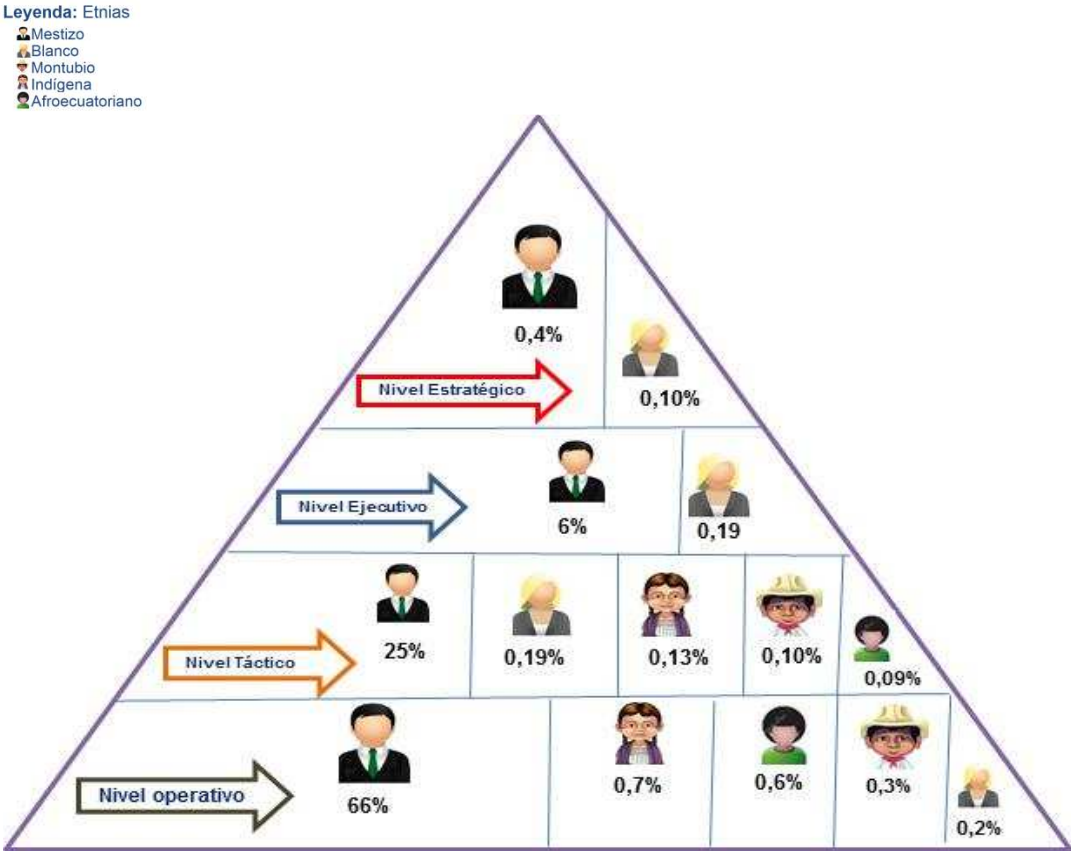 Leyenda: Etnias
Mestizo
Blanco
Montubio
Indígena
Afroecuatoriano
0,4%
Nivel Estratégico
0,10%
Nivel Ejecutivo
6%
0,19
Nivel Táctico
25%
0,19%
0,13%
0,10%
0,09%
Nivel operativo
66%
0,7%
0,6%
0,3%
0,2%